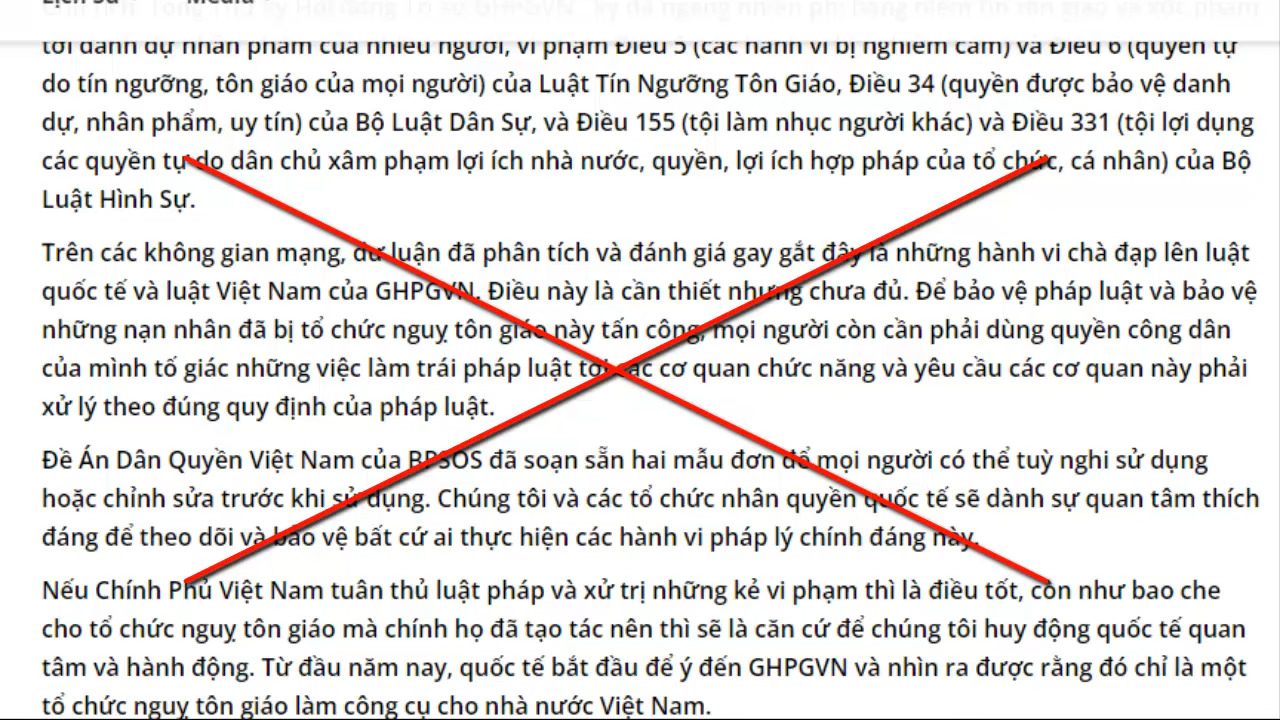 Lịch Sử Media
Tổng Thư Ký Hội đồng Trị sự GHPGVN
tới danh dự nhân phẩm của nhiều người, vi phạm Điều 5 (các hành vi bị nghiêm cấm) và Điều 6 (quyền tự
do tín ngưỡng, tôn giáo của mọi người) của Luật Tín Ngưỡng Tôn Giáo, Điều 34 (quyền được bảo vệ danh
dự, nhân phẩm, uy tín) của Bộ Luật Dân Sự, và Điều 155 (tội làm nhục người khác) và Điều 331 (tội lợi dụng
các quyền tự do dân chủ xâm phạm lợi ích nhà nước, quyền, lợi ích hợp pháp của tổ chức, cá nhân) của Bộ
Luật Hình Sự.
Trên các không gian mạng, dư luận đã phân tích và đánh giá gay gắt đây là những hành vi chà đạp lên luật
quốc tế và luật Việt Nam của GHPGVN. Điều này là cần thiết nhưng chưa đủ. Để bảo vệ pháp luật và bảo vệ
những nạn nhân đã bị tổ chức nguỵ tôn giáo này tấn công, mọi người còn cần phải dùng quyền công dân
của mình tố giác những việc làm trái pháp luật tới các cơ quan chức năng và yêu cầu các cơ quan này phải
xử lý theo đúng quy định của pháp luật.
Đề Án Dân Quyền Việt Nam của BPSOS đã soạn sẵn hai mẫu đơn để mọi người có thể tuỳ nghi sử dụng
hoặc chỉnh sửa trước khi sử dụng. Chúng tôi và các tổ chức nhân quyền quốc tế sẽ dành sự quan tâm thích
đáng để theo dõi và bảo vệ bất cứ ai thực hiện các hành vi pháp lý chính đáng này.
Nếu Chính Phủ Việt Nam tuân thủ luật pháp và xử trị những kẻ vi phạm thì là điều tốt, còn như bao che
cho tổ chức nguỵ tôn giáo mà chính họ đã tạo tác nên thì sẽ là căn cứ để chúng tôi huy động quốc tế quan
tâm và hành động. Từ đầu năm nay, quốc tế bắt đầu để ý đến GHPGVN và nhìn ra được rằng đó chỉ là một
tổ chức nguỵ tôn giáo làm công cụ cho nhà nước Việt Nam.